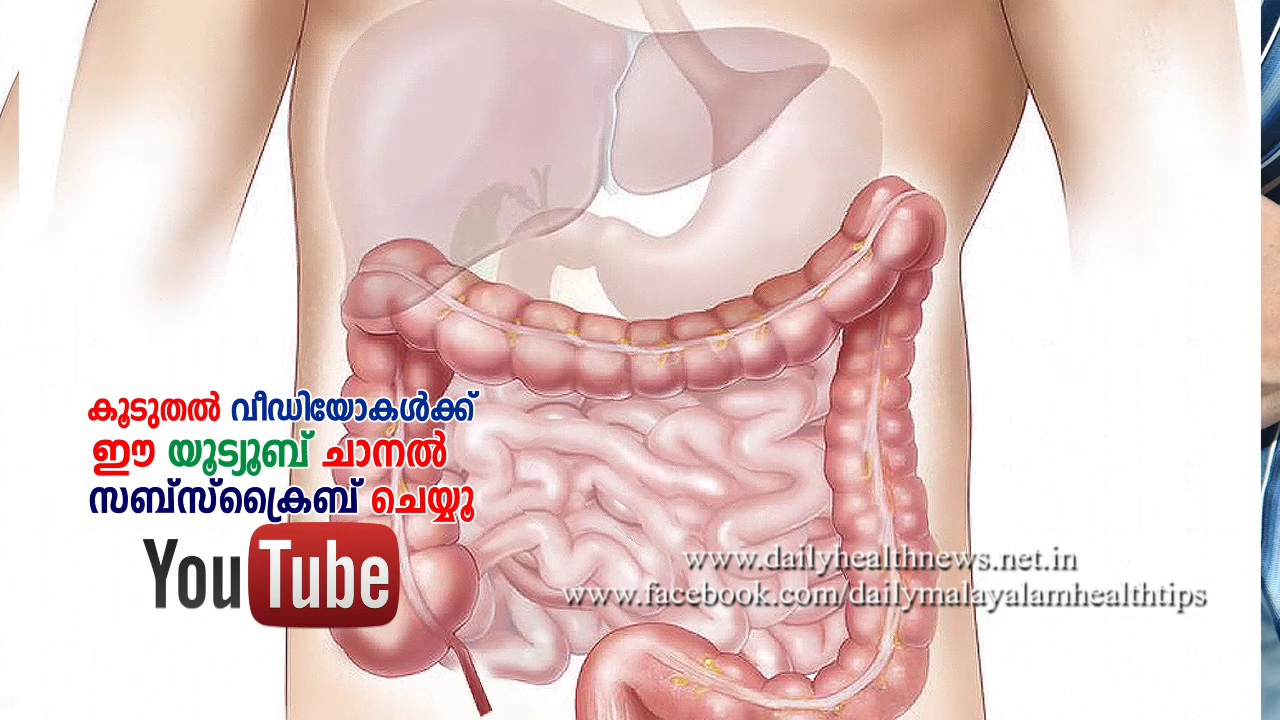 കൂടുതൽ വീഡിയോകൾക്ക്
ഈ യൂട്യൂബ് ചാനൽ
സബ്സ്ക്രൈബ് ചെയ്യൂ
YouTube
www.dailyhealthnews.net.in
www.facebook.com/dailymalayalamhealthtips